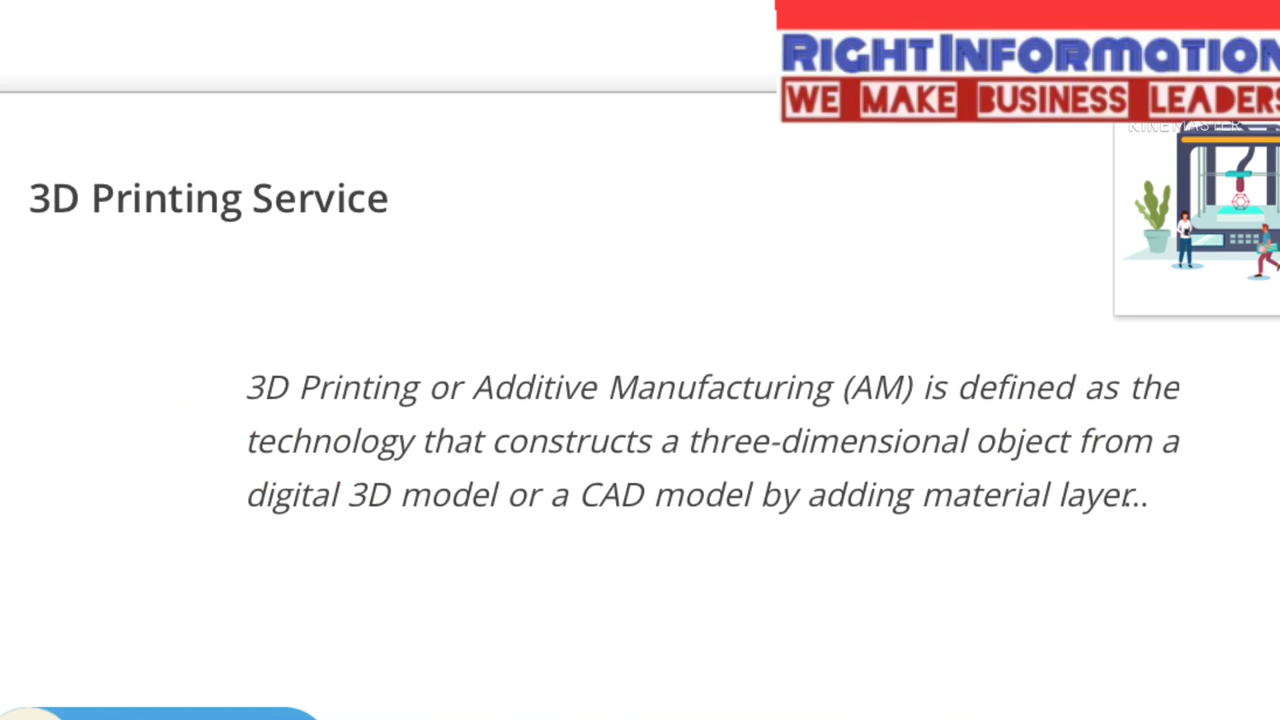 RIGHT INFORMATION
WE MAKE BUSINESS LEADERS
KINEMASTER
3D Printing Service
3D Printing or Additive Manufacturing (AM) is defined as the
technology that constructs a three-dimensional object from a
digital 3D model or a CAD model by adding material layer...